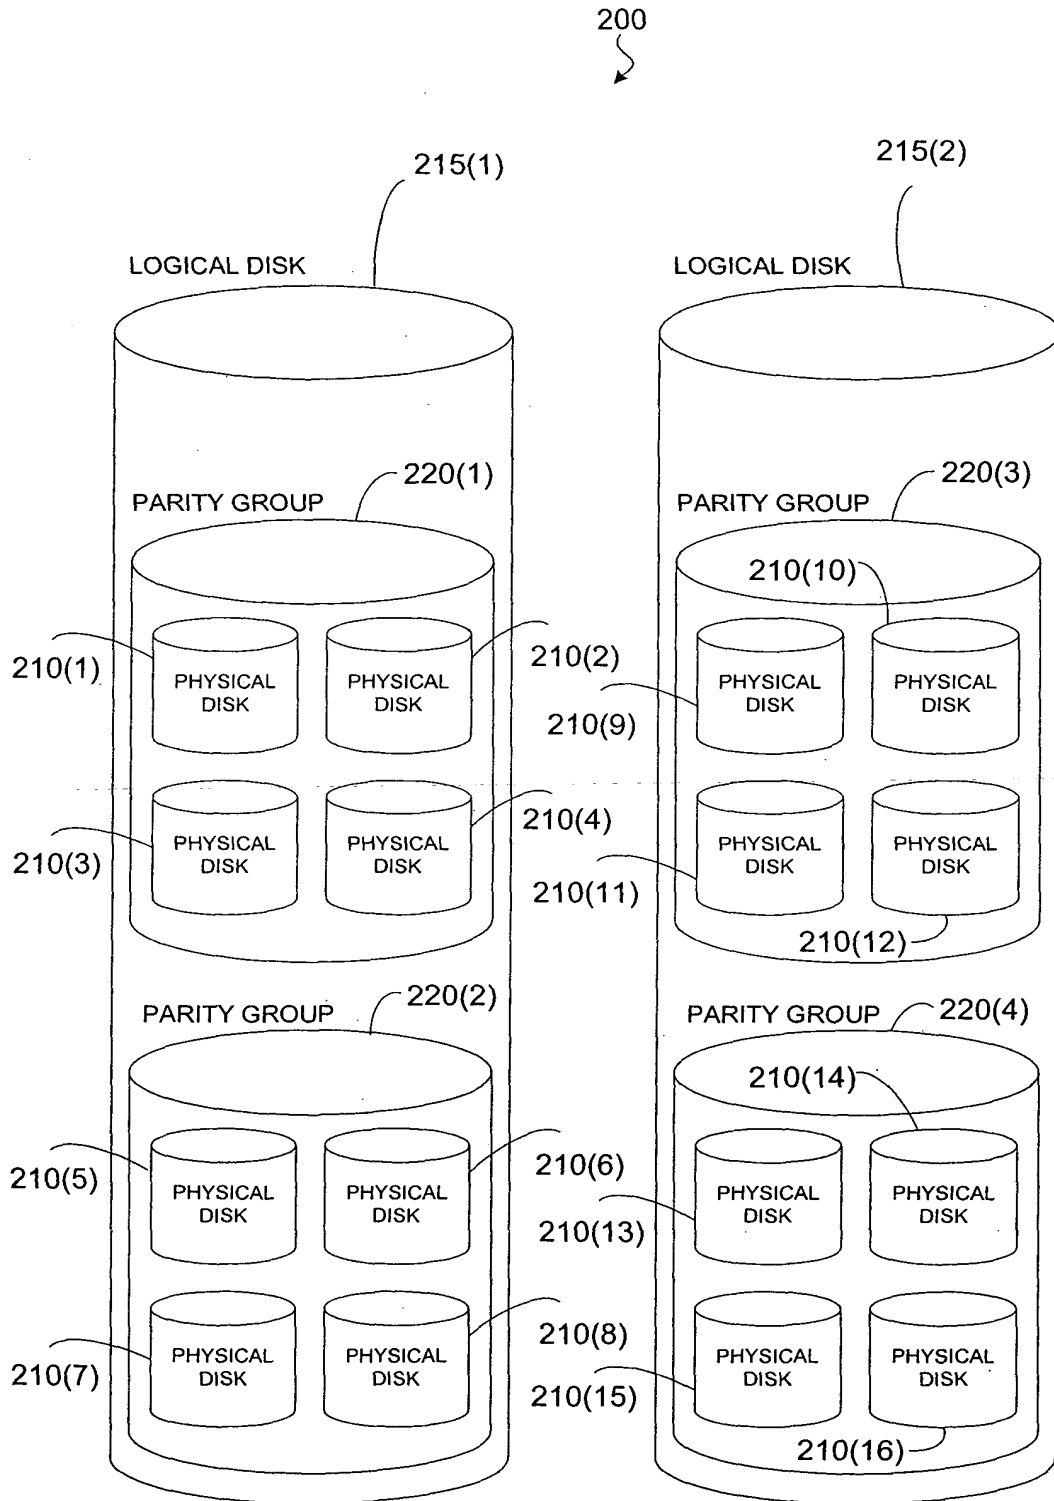 200
215(1)
215(2)
LOGICAL DISK
LOGICAL DISK
220(1)
220(3)
PARITY GROUP
PARITY GROUP
210(10)
210(1)
PHYSICAL
DISK
PHYSICAL
DISK
210(2)
210(9)
PHYSICAL
DISK
PHYSICAL
DISK
210(3)
PHYSICAL
DISK
PHYSICAL
DISK
210(4)
210(11)
PHYSICAL
DISK
PHYSICAL
DISK
210(12)
220(2)
220(4)
PARITY GROUP
PARITY GROUP
210(14)
210(5)
PHYSICAL
DISK
PHYSICAL
DISK
210(6)
210(13)
PHYSICAL
DISK
PHYSICAL
DISK
210(7)
PHYSICAL
DISK
PHYSICAL
DISK
210(8)
210(15)
PHYSICAL
DISK
PHYSICAL
DISK
210(16)